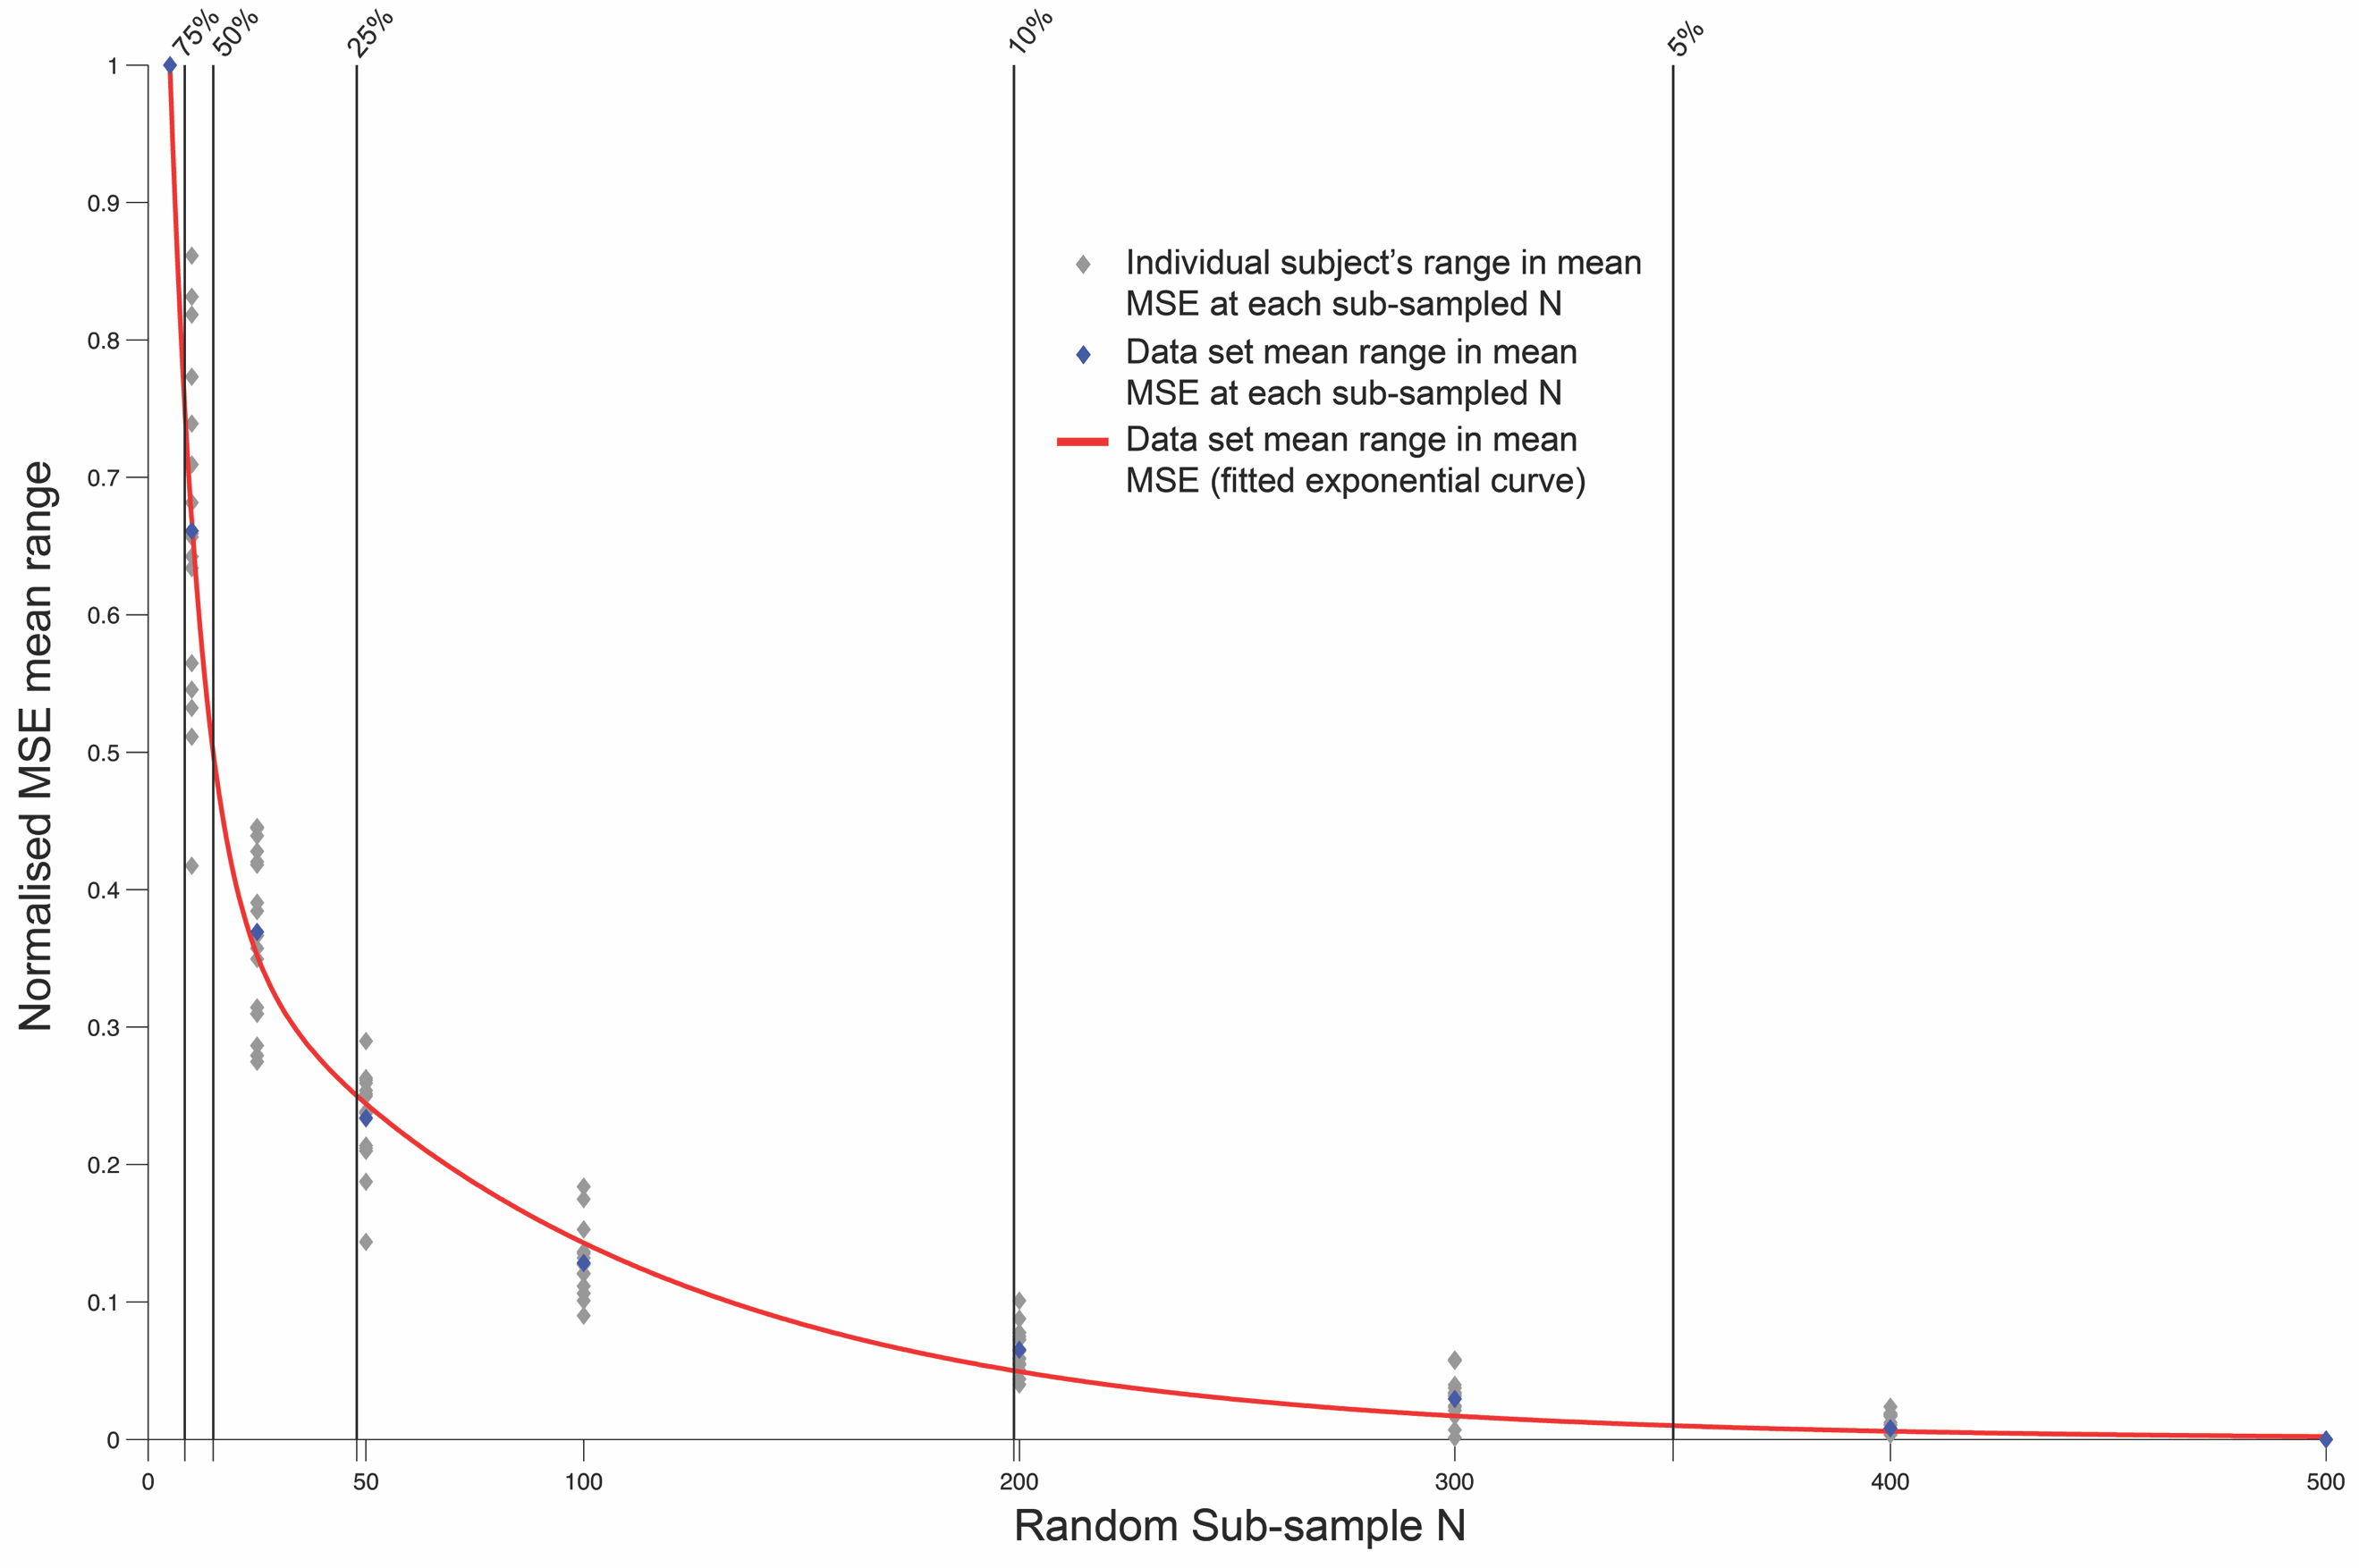 75%
50%
25%
10%
5%
1
0.9
0.8
0.7
0.6
0.5
0.4
0.3
0.2
0.1
0
Normalised MSE mean range
Individual subject’s range in mean
MSE at each sub-sampled N
Data set mean range in mean
MSE at each sub-sampled N
Data set mean range in mean
MSE (fitted exponential curve)
0
50
100
200
300
400
500
Random Sub-sample N